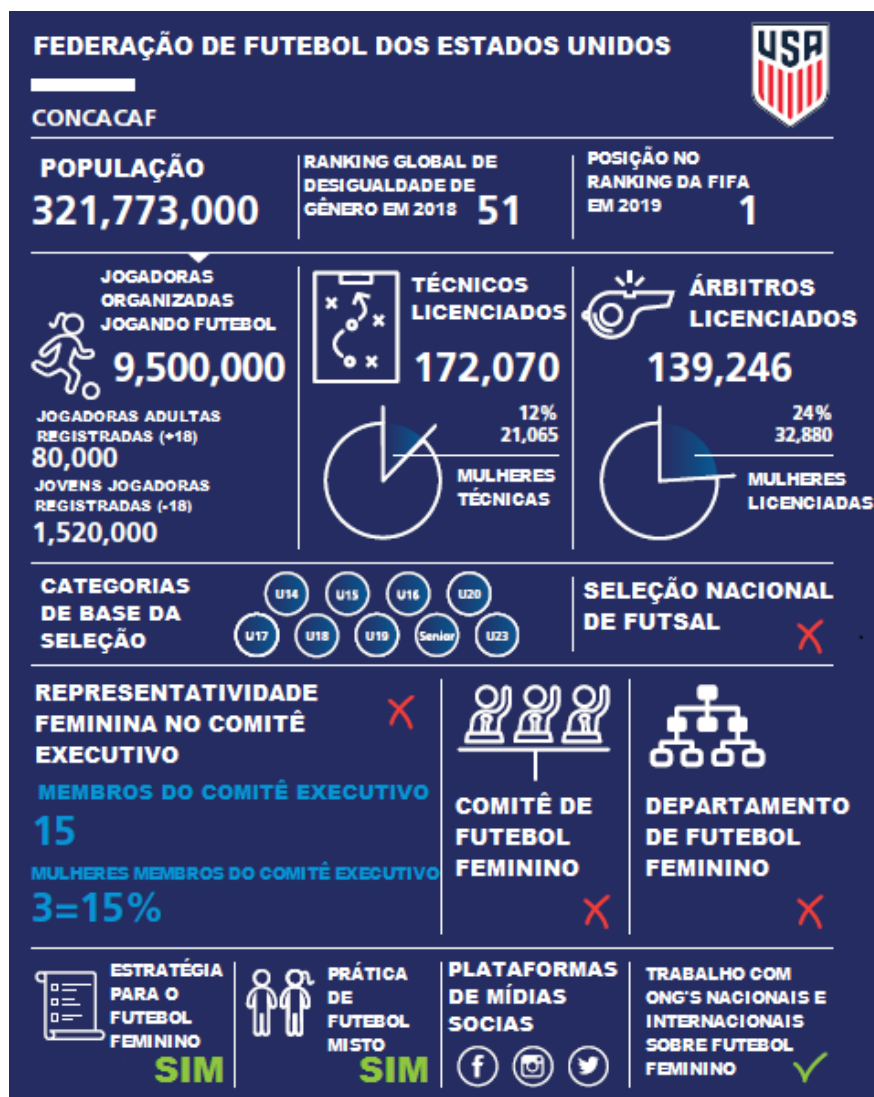 FEDERAÇÃO DE FUTEBOL DOS ESTADOS UNIDOS
USA
CONCACAF
POPULAÇÃO
321,773,000
RANKING GLOBAL DE
DESIGUALDADE DE
GÊNERO EM 2018 51
POSIÇÃO NO
RANKING DA FIFA
EM 2019 1
JOGADORAS
ORGANIZADAS
JOGANDO FUTEBOL
9,500,000
JOGADORAS ADULTAS
REGISTRADAS (+18)
80,000
JOVENS JOGADORAS
REGISTRADAS (-18)
1,520,000
TÉCNICOS
LICENCIADOS
172,070
12%
21,065
MULHERES
TÉCNICAS
ÁRBITROS
LICENCIADOS
139,246
24%
32,880
MULHERES
LICENCIADAS
CATEGORIAS
DE BASE DA
SELEÇÃO
U14 U15 U16 U20
U17 U18 U19 Senior U23
SELEÇÃO NACIONAL
DE FUTSAL
REPRESENTATIVIDADE
FEMININA NO COMITÊ
EXECUTIVO
MEMBROS DO COMITÊ EXECUTIVO
15
MULHERES MEMBROS DO COMITÊ EXECUTIVO
3=15%
COMITÊ DE
FUTEBOL
FEMININO
DEPARTAMENTO
DE FUTEBOL
FEMININO
ESTRATÉGIA
PARA O
FUTEBOL
FEMININO
SIM
PRÁTICA
DE
FUTEBOL
MISTO
SIM
PLATAFORMAS
DE MÍDIAS
SOCIAS
TRABALHO COM
ONG'S NACIONAIS E
INTERNACIONAIS
SOBRE FUTEBOL
FEMININO